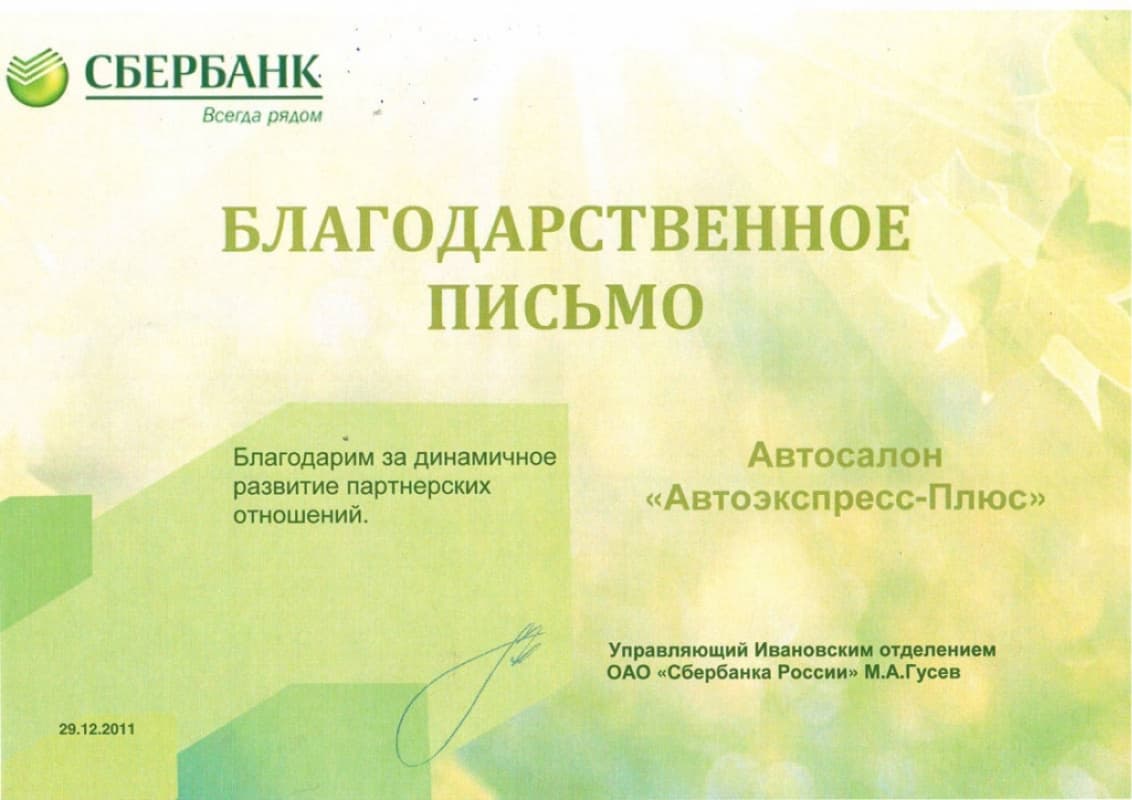 СБЕРБАНК
Всегда рядом
БЛАГОДАРСТВЕННОЕ
ПИСЬМО
Благодарим за динамичное
развитие партнерских
отношений.
Автосалон
«Автоэкспресс-Плюс»
Управляющий Ивановским отделением
ОАО «Сбербанка России» М.А.Гусев
29.12.2011